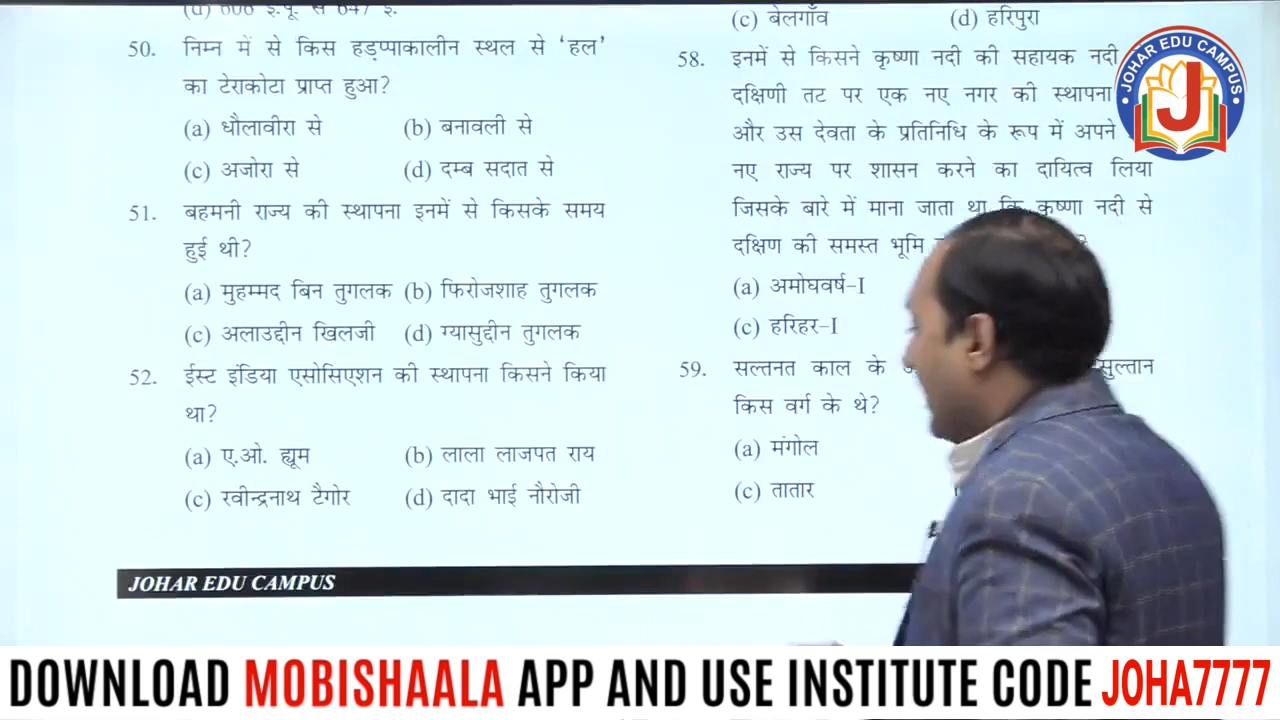 (d) 606 ई.पू. से 647 ई.
50. निम्न में से किस हड़प्पाकालीन स्थल से ‘हल’
का टेराकोटा प्राप्त हुआ?
(a) धौलावीरा से (b) बनावली से
(c) अजोरा से (d) दम्ब सदात से
51. बहमनी राज्य की स्थापना इनमें से किसके समय
हुई थी?
(a) मुहम्मद बिन तुगलक (b) फिरोजशाह तुगलक
(c) अलाउद्दीन खिलजी (d) ग्यासुद्दीन तुगलक
52. ईस्ट इंडिया एसोसिएशन की स्थापना किसने किया
था?
(a) ए.ओ. ह्यूम (b) लाला लाजपत राय
(c) रवीन्द्रनाथ टैगोर (d) दादा भाई नौरोजी
(c) बेलगाँव (d) हरिपुरा
58. इनमें से किसने कृष्णा नदी की सहायक नदी
दक्षिणी तट पर एक नए नगर की स्थापना
और उस देवता के प्रतिनिधि के रूप में अपने
नए राज्य पर शासन करने का दायित्व लिया
जिसके बारे में माना जाता था कि कृष्णा नदी से
दक्षिण की समस्त भूमि
(a) अमोघवर्ष-I
(c) हरिहर-I
59. सल्तनत काल के सुल्तान
किस वर्ग के थे?
(a) मंगोल
(c) तातार
JOHAR EDU CAMPUS
JOHAR EDU CAMPUS
J
DOWNLOAD MOBISHAALA APP AND USE INSTITUTE CODE JOHA7777